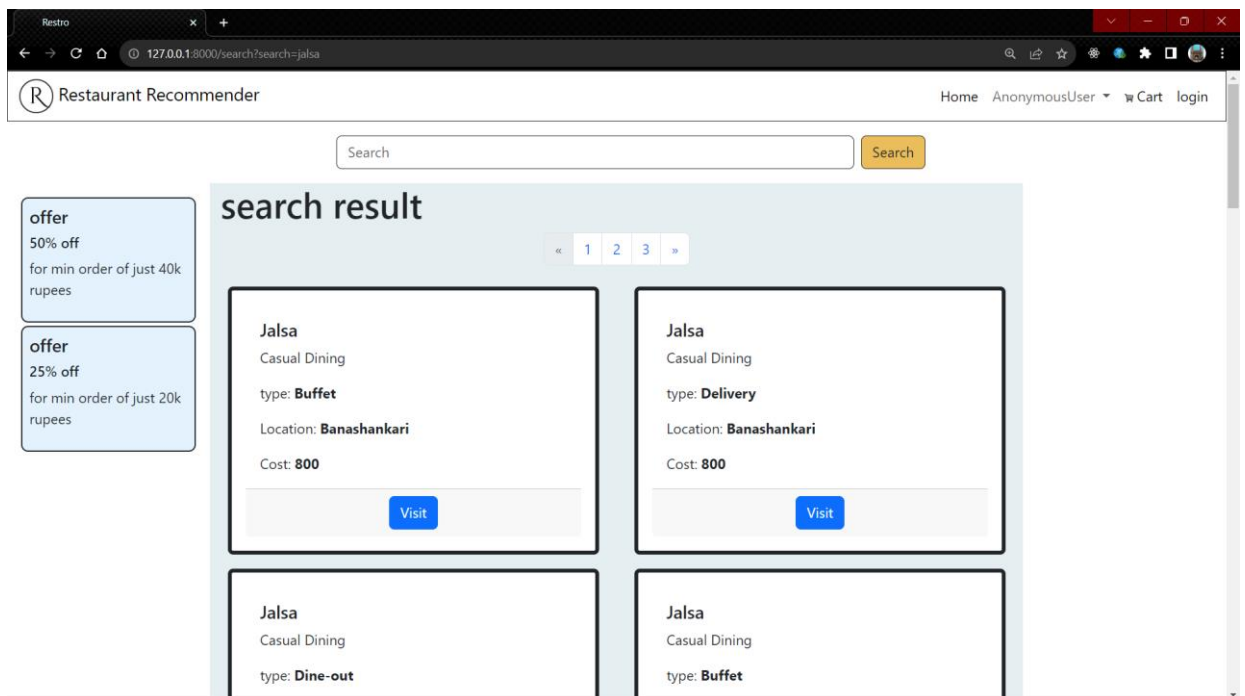 Restro
127.0.0.1:8000/search?search=jalsa
R Restaurant Recommender
Home AnonymousUser Cart login
Search Search
offer
50% off
for min order of just 40k
rupees
offer
25% off
for min order of just 20k
rupees
search result
« 1 2 3 »
Jalsa
Casual Dining
type: Buffet
Location: Banashankari
Cost: 800
Visit
Jalsa
Casual Dining
type: Delivery
Location: Banashankari
Cost: 800
Visit
Jalsa
Casual Dining
type: Dine-out
Jalsa
Casual Dining
type: Buffet